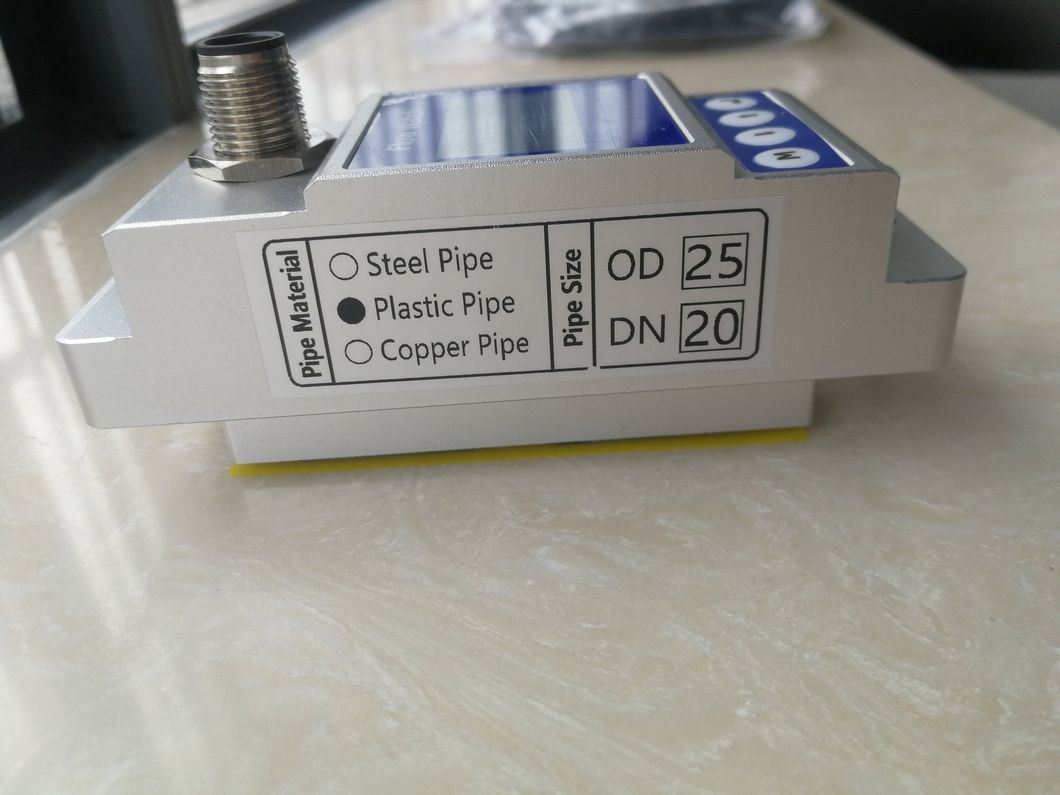 Pipe Material
Steel Pipe
Plastic Pipe
Copper Pipe
Pipe Size
OD 25
DN 20
M